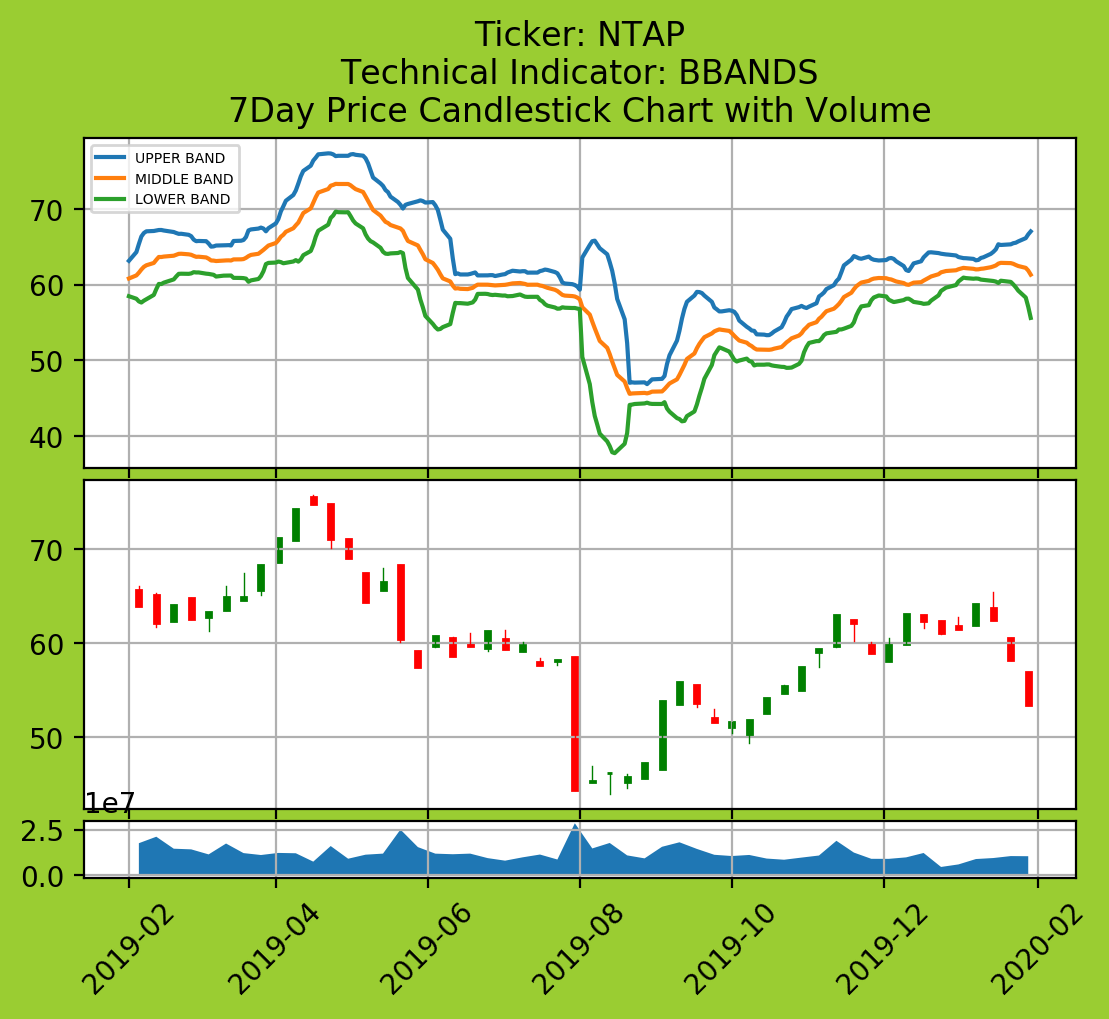 Ticker: NTAP
Technical Indicator: BBANDS
7Day Price Candlestick Chart with Volume
UPPER BAND
MIDDLE BAND
LOWER BAND
70
60
50
40
70
60
50
1e7
2.5
0.0
2019-02
2019-04
2019-06
2019-08
2019-10
2019-12
2020-02